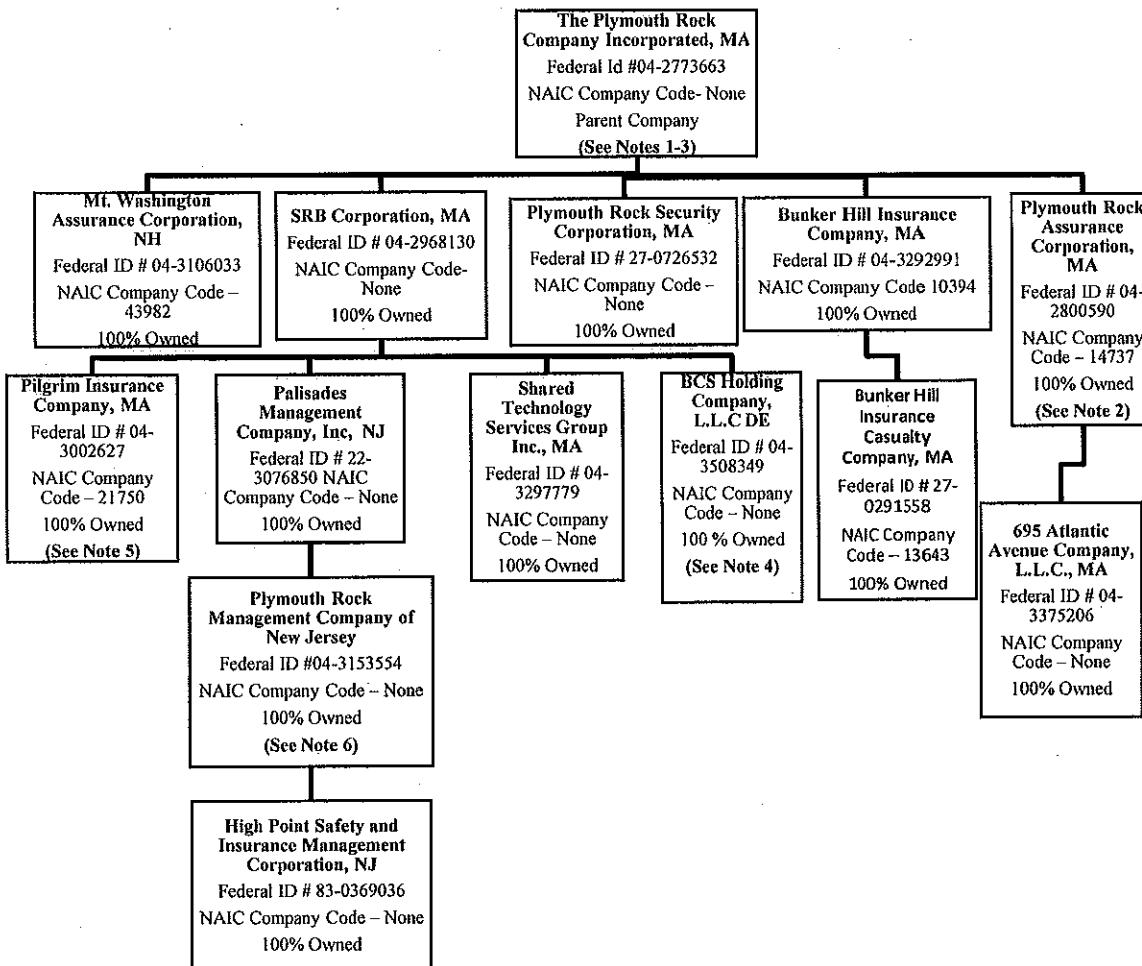 The Plymouth Rock
Company Incorporated, MA
Federal Id #04-2773663
NAIC Company Code- None
Parent Company
(See Notes 1-3)
Mt. Washington
Assurance Corporation,
NH
Federal ID # 04-3106033
NAIC Company Code –
43982
100% Owned
SRB Corporation, MA
Federal ID # 04-2968130
NAIC Company Code-
None
100% Owned
Plymouth Rock Security
Corporation, MA
Federal ID # 27-0726532
NAIC Company Code –
None
100% Owned
Bunker Hill Insurance
Company, MA
Federal ID # 04-3292991
NAIC Company Code 10394
100% Owned
Plymouth Rock
Assurance
Corporation,
MA
Federal ID # 04-
2800590
NAIC Company
Code – 14737
100% Owned
(See Note 2)
Pilgrim Insurance
Company, MA
Federal ID # 04-
3002627
NAIC Company
Code – 21750
100% Owned
(See Note 5)
Palisades
Management
Company, Inc, NJ
Federal ID # 22-
3076850 NAIC
Company Code – None
100% Owned
Shared
Technology
Services Group
Inc., MA
Federal ID # 04-
3297779
NAIC Company
Code – None
100% Owned
BCS Holding
Company,
L.L.C DE
Federal ID # 04-
3508349
NAIC Company
Code – None
100 % Owned
(See Note 4)
Bunker Hill
Insurance
Casualty
Company, MA
Federal ID # 27-
0291558
NAIC Company
Code – 13643
100% Owned
695 Atlantic
Avenue Company,
L.L.C., MA
Federal ID # 04-
3375206
NAIC Company
Code – None
100% Owned
Plymouth Rock
Management Company of
New Jersey
Federal ID #04-3153554
NAIC Company Code – None
100% Owned
(See Note 6)
High Point Safety and
Insurance Management
Corporation, NJ
Federal ID # 83-0369036
NAIC Company Code – None
100% Owned